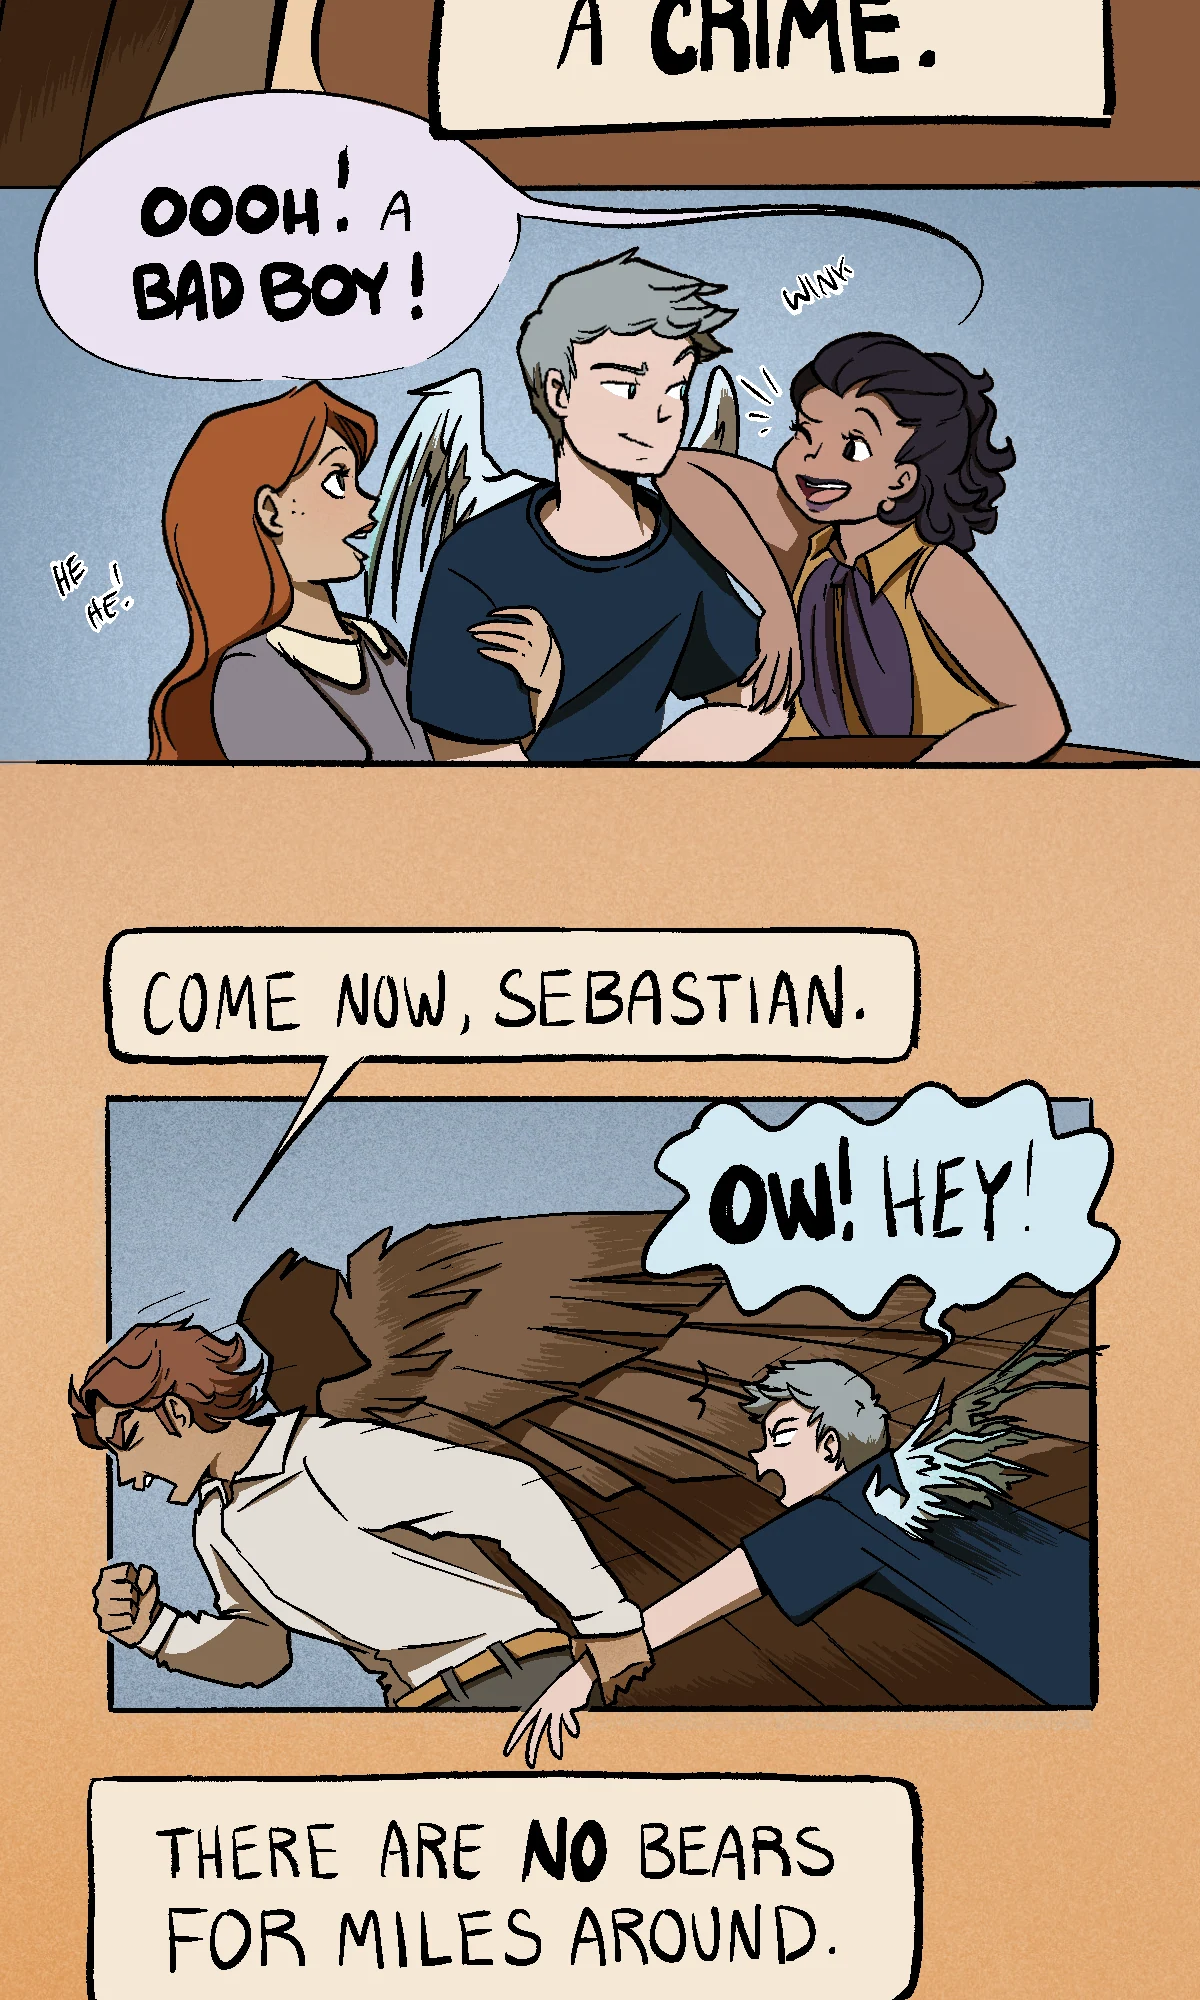 A CRIME.
OOOH! A
BAD BOY!
WINK
HE
HE!
COME NOW, SEBASTIAN.
OW! HEY!
THERE ARE NO BEARS
FOR MILES AROUND.